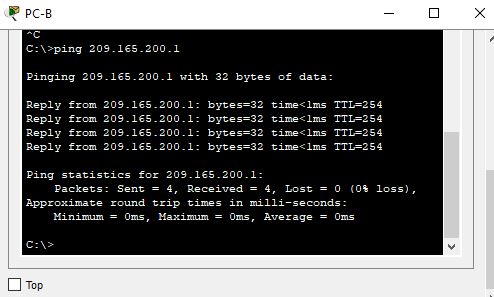 PC-B
^C
C:\>ping 209.165.200.1
Pinging 209.165.200.1 with 32 bytes of data:
Reply from 209.165.200.1: bytes=32 time<1ms TTL=254
Reply from 209.165.200.1: bytes=32 time<1ms TTL=254
Reply from 209.165.200.1: bytes=32 time<1ms TTL=254
Reply from 209.165.200.1: bytes=32 time<1ms TTL=254
Ping statistics for 209.165.200.1:
Packets: Sent = 4, Received = 4, Lost = 0 (0% loss),
Approximate round trip times in milli-seconds:
Minimum = 0ms, Maximum = 0ms, Average = 0ms
C:\>
Top